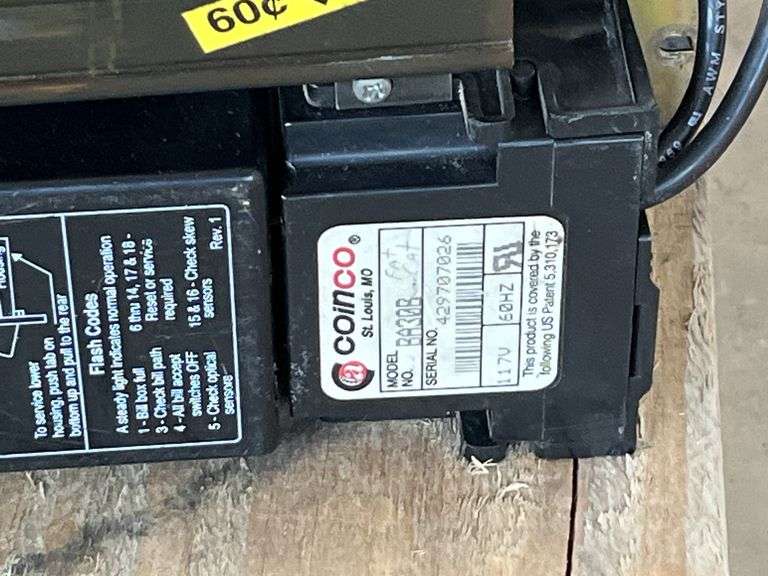 60¢
AWM STY
To service lower
housing, push tab on
bottom up and pull to the rear
Flash Codes
A steady light indicates normal operation
1 - Bill box full
3 - Check bill path
4 - All bill accept
switches OFF
5 - Check optical
sensors
6 thru 14, 17 & 18 -
Reset or service
required
15 & 16 - Check skew
sensors
Rev. 1
coinco®
St. Louis, MO
MODEL
NO. BA30B
SERIAL NO.
429707026
117V 60HZ
This product is covered by the
following US Patent 5,310,173